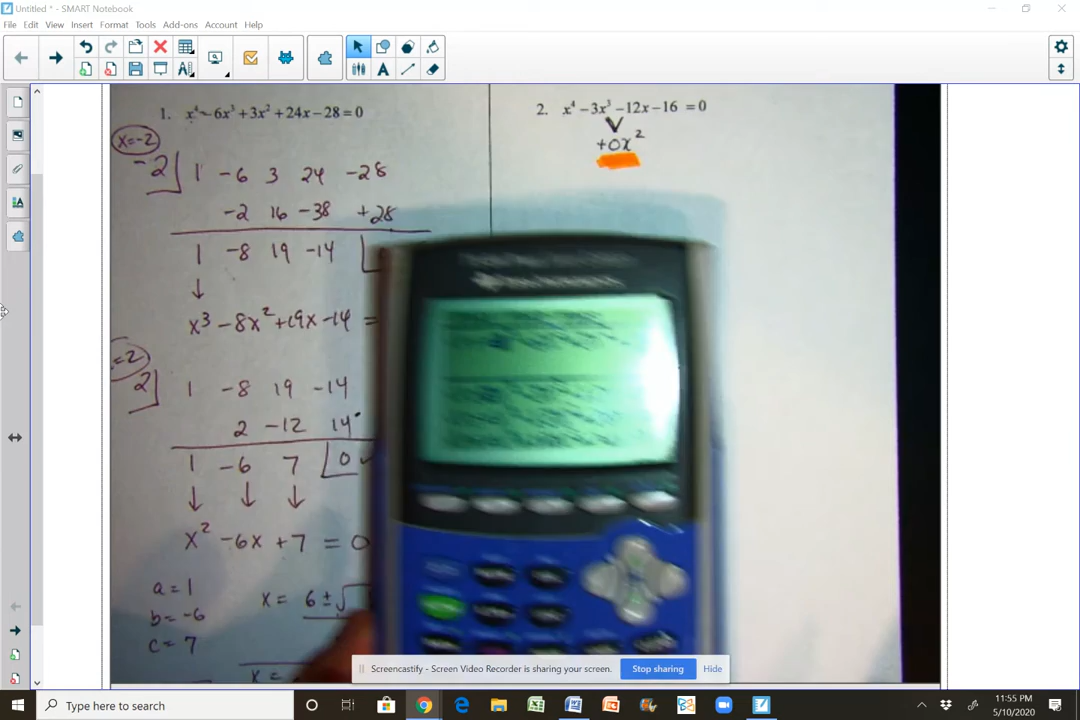 Untitled * - SMART Notebook
File Edit View Insert Format Tools Add-ons Account Help
1. x⁴ - 6x³ + 3x² + 24x - 28 = 0
x=-2
-2 1 -6 3 24 -28
-2 16 -38 +28
1 -8 19 -14
x³ - 8x² + 19x - 14 =
=2
2 1 -8 19 -14
2 -12 14
1 -6 7 0
x² - 6x + 7 = 0
a = 1
b = -6
c = 7
x = 6 ± √
x =
2. x⁴ - 3x³ - 12x - 16 = 0
+0x²
Screencastify - Screen Video Recorder is sharing your screen. Stop sharing Hide
Type here to search
11:55 PM
5/10/2020